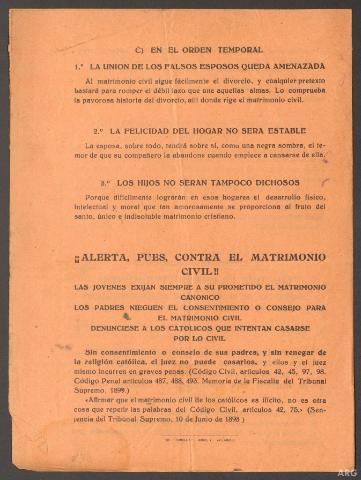 C) EN EL ORDEN TEMPORAL
1.º LA UNION DE LOS FALSOS ESPOSOS QUEDA AMENAZADA
Al matrimonio civil sigue fácilmente el divorcio, y cualquier pretexto
bastará para romper el débil lazo que une aquellas almas. Lo comprueba
la pavorosa historia del divorcio, allí donde rige el matrimonio civil.
2.º LA FELICIDAD DEL HOGAR NO SERA ESTABLE
La esposa, sobre todo, tendrá sobre sí, como una negra sombra, el te-
mor de que su compañero la abandone cuando empiece a cansarse de ella.
3.º LOS HIJOS NO SERAN TAMPOCO DICHOSOS
Porque difícilmente lograrán en esos hogares el desarrollo físico,
intelectual y moral que tan amorosamente se proporciona al fruto del
santo, único e indisoluble matrimonio cristiano.
¡¡ALERTA, PUES, CONTRA EL MATRIMONIO
CIVIL!!
LAS JOVENES EXIJAN SIEMPRE A SU PROMETIDO EL MATRIMONIO
CANONICO
LOS PADRES NIEGUEN EL CONSENTIMIENTO O CONSEJO PARA
EL MATRIMONIO CIVIL
DENUNCIESE A LOS CATOLICOS QUE INTENTAN CASARSE
POR LO CIVIL
Sin consentimiento o consejo de sus padres, y sin renegar de
la religión católica, el juez no puede casarlos, y ellos y el juez
mismo incurren en graves penas. (Código Civil, artículos 42, 45, 97, 98.
Código Penal artículos 487, 488, 493. Memoria de la Fiscalía del Tribunal
Supremo, 1899.)
«Afirmar que el matrimonio civil de los católicos es ilícito, no es otra
cosa que repetir las palabras del Código Civil, artículos 42, 75.» (Sen-
tencia del Tribunal Supremo, 10 de Junio de 1893)
ARG